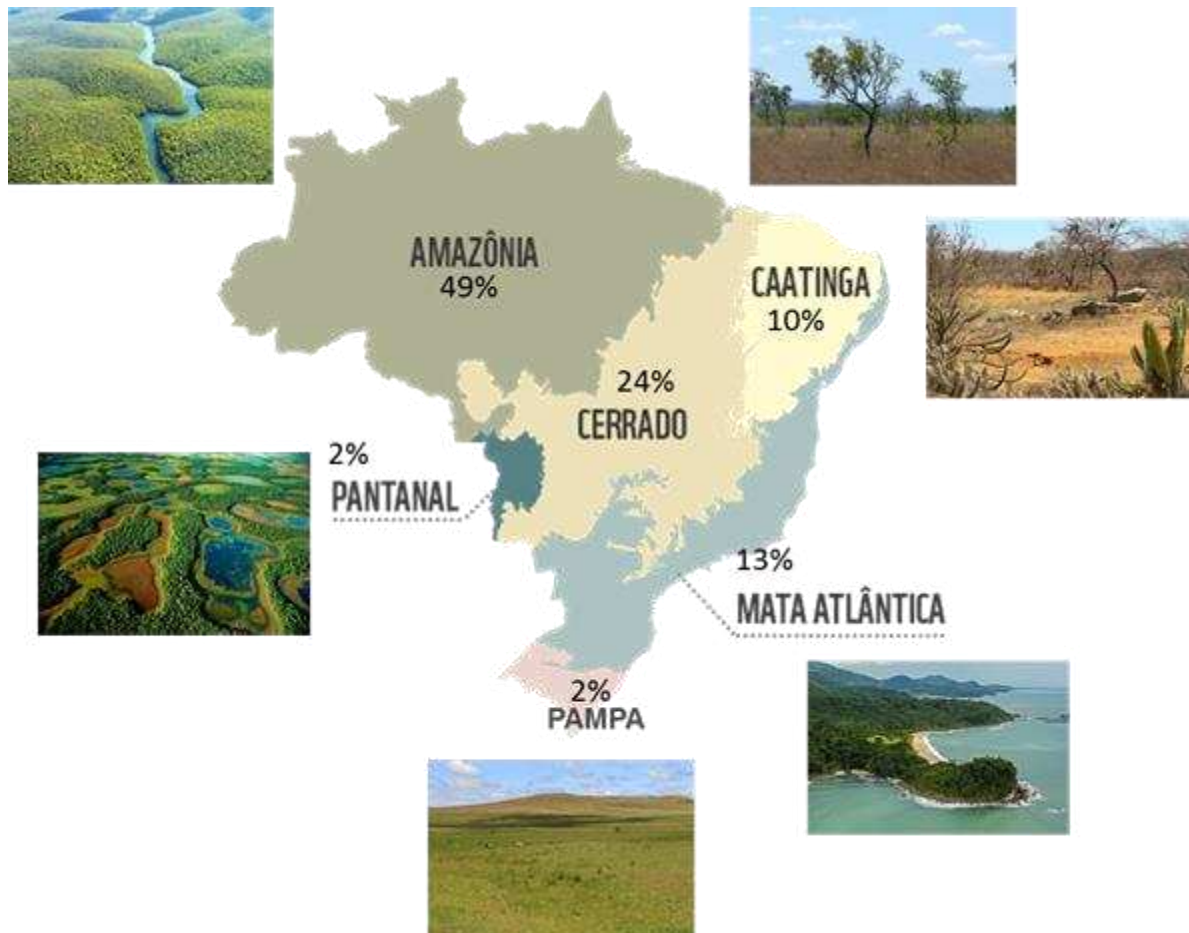 AMAZÔNIA
49%
CAATINGA
10%
24%
CERRADO
2%
PANTANAL
13%
MATA ATLÂNTICA
2%
PAMPA